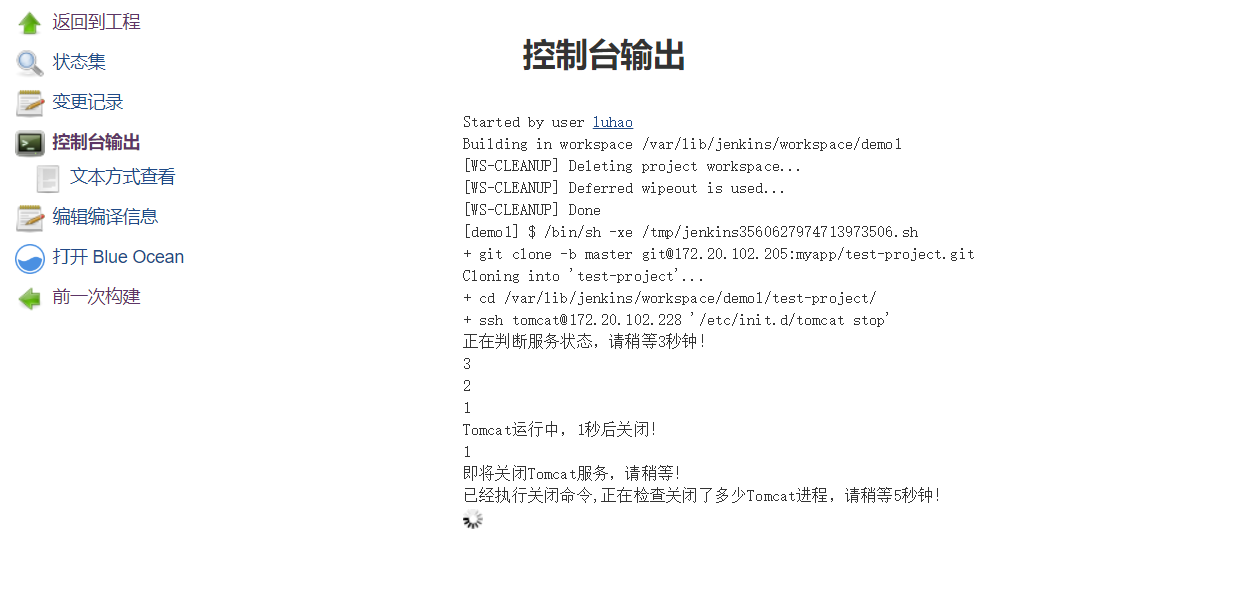 返回到工程
状态集
变更记录
控制台输出
文本方式查看
编辑编译信息
打开 Blue Ocean
前一次构建
控制台输出
Started by user luhao
Building in workspace /var/lib/jenkins/workspace/demo1
[WS-CLEANUP] Deleting project workspace...
[WS-CLEANUP] Deferred wipeout is used...
[WS-CLEANUP] Done
[demo1] $ /bin/sh -xe /tmp/jenkins3560627974713973506.sh
+ git clone -b master git@172.20.102.205:myapp/test-project.git
Cloning into 'test-project'...
+ cd /var/lib/jenkins/workspace/demo1/test-project/
+ ssh tomcat@172.20.102.228 '/etc/init.d/tomcat stop'
正在判断服务状态，请稍等3秒钟!
3
2
1
Tomcat运行中, 1秒后关闭!
1
即将关闭Tomcat服务，请稍等!
已经执行关闭命令,正在检查关闭了多少Tomcat进程，请稍等5秒钟!